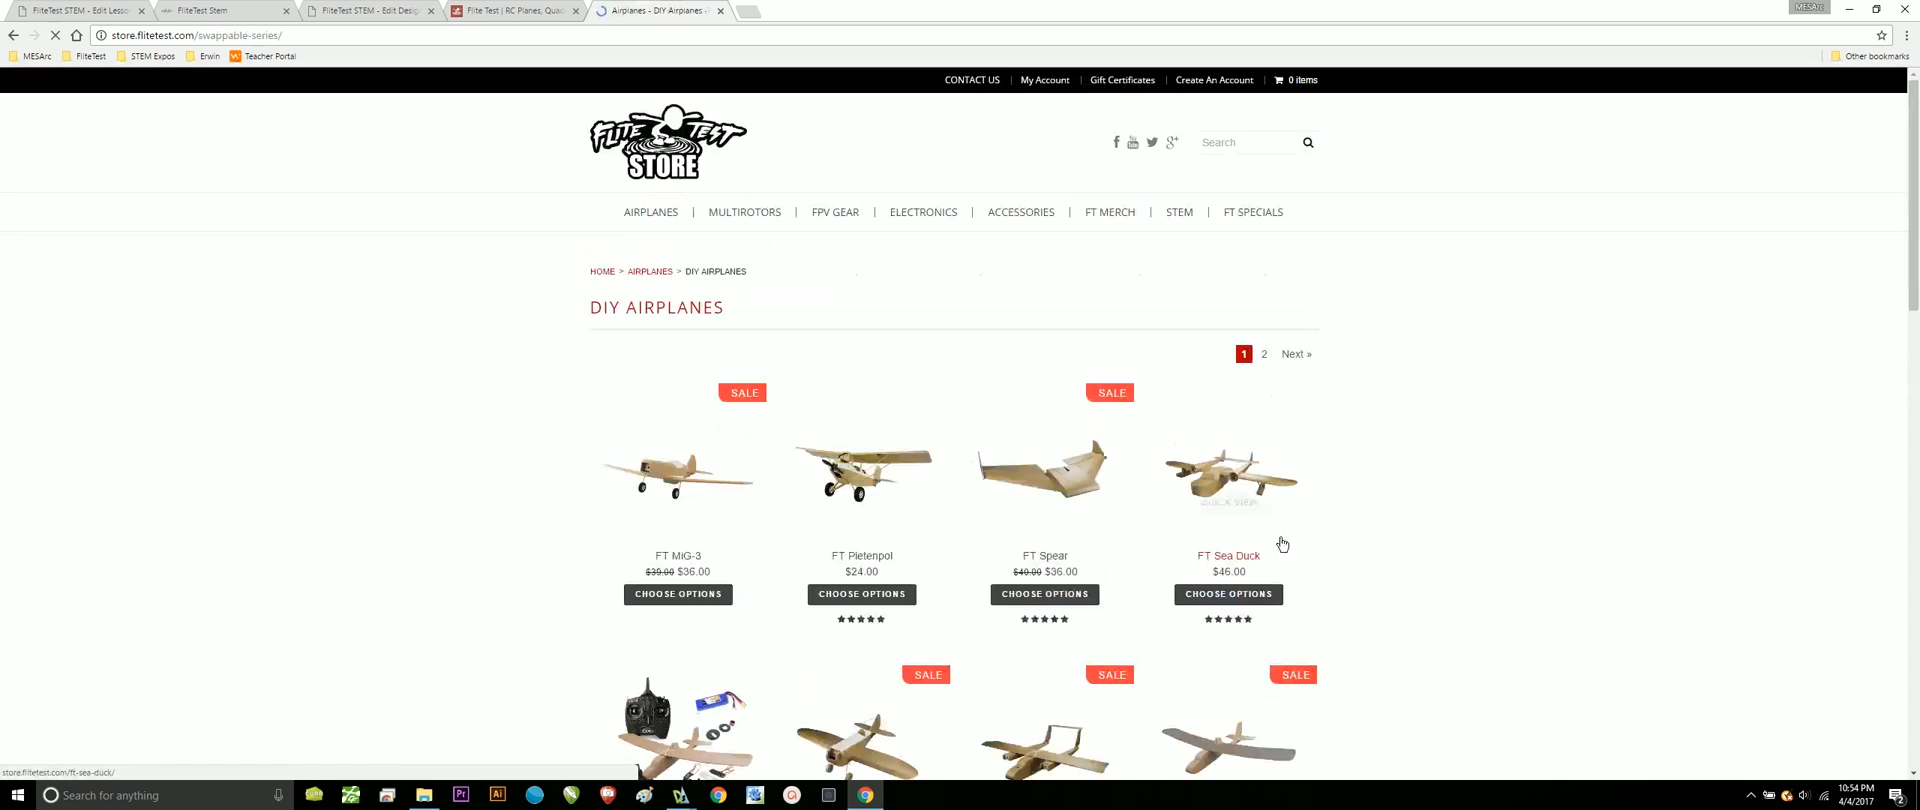 FliteTest STEM - Edit Lesso
FliteTest Stem
FliteTest STEM - Edit Desig
Flite Test | RC Planes, Quad
Airplanes - DIY Airplanes -
MESArc
store.flitetest.com/swappable-series/
MESArc
FliteTest
STEM Expos
Erwin
Teacher Portal
Other bookmarks
CONTACT US | My Account | Gift Certificates | Create An Account | 0 items
FLITE TEST
STORE
Search
AIRPLANES | MULTIROTORS | FPV GEAR | ELECTRONICS | ACCESSORIES | FT MERCH | STEM | FT SPECIALS
HOME > AIRPLANES > DIY AIRPLANES
DIY AIRPLANES
1 2 Next »
SALE SALE
QUICK VIEW
FT MiG-3 FT Pietenpol FT Spear FT Sea Duck
$39.00 $36.00 $24.00 $40.00 $36.00 $46.00
CHOOSE OPTIONS CHOOSE OPTIONS CHOOSE OPTIONS CHOOSE OPTIONS
SALE SALE SALE
store.flitetest.com/ft-sea-duck/
Search for anything
10:54 PM
4/4/2017